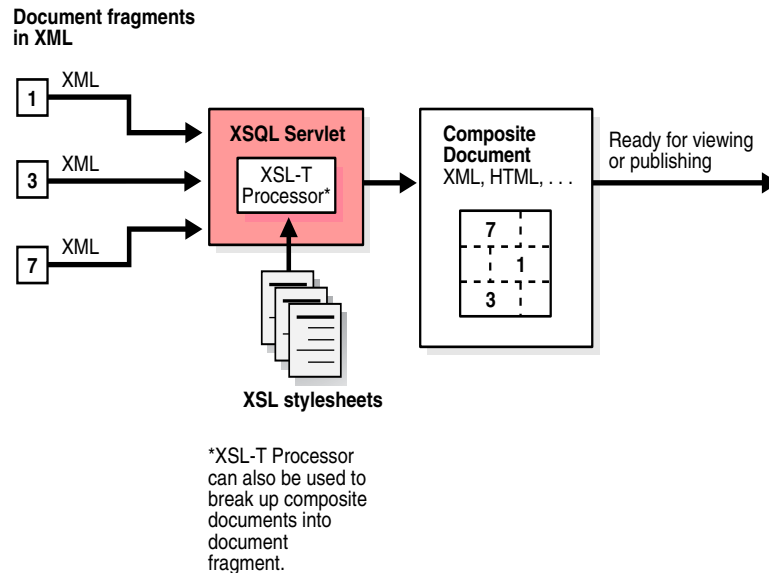 Document fragments
in XML
1
XML
3
XML
7
XML
XSQL Servlet
XSL-T
Processor*
XSL stylesheets
Composite
Document
XML, HTML, . . .
7
1
3
Ready for viewing
or publishing
*XSL-T Processor
can also be used to
break up composite
documents into
document
fragment.